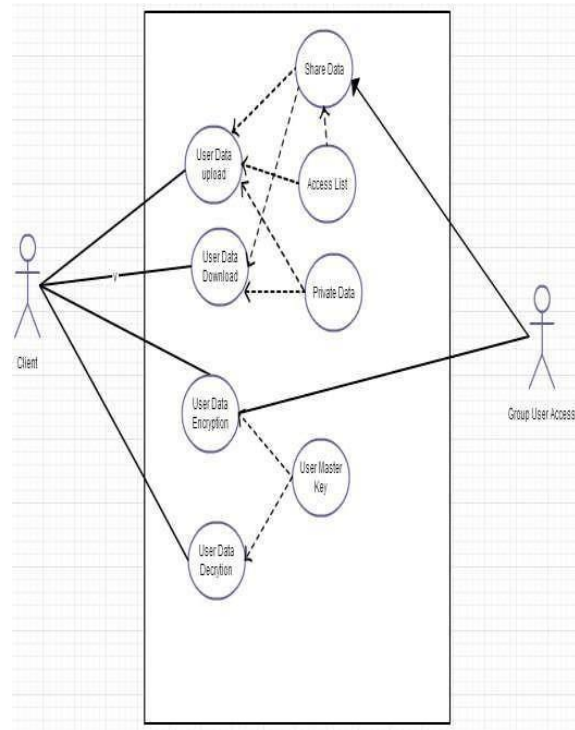 Share Data
User Data
upload
Access List
User Data
Download
Private Data
Client
Group User Access
User Data
Encryption
User Master
Key
User Data
Decrytion